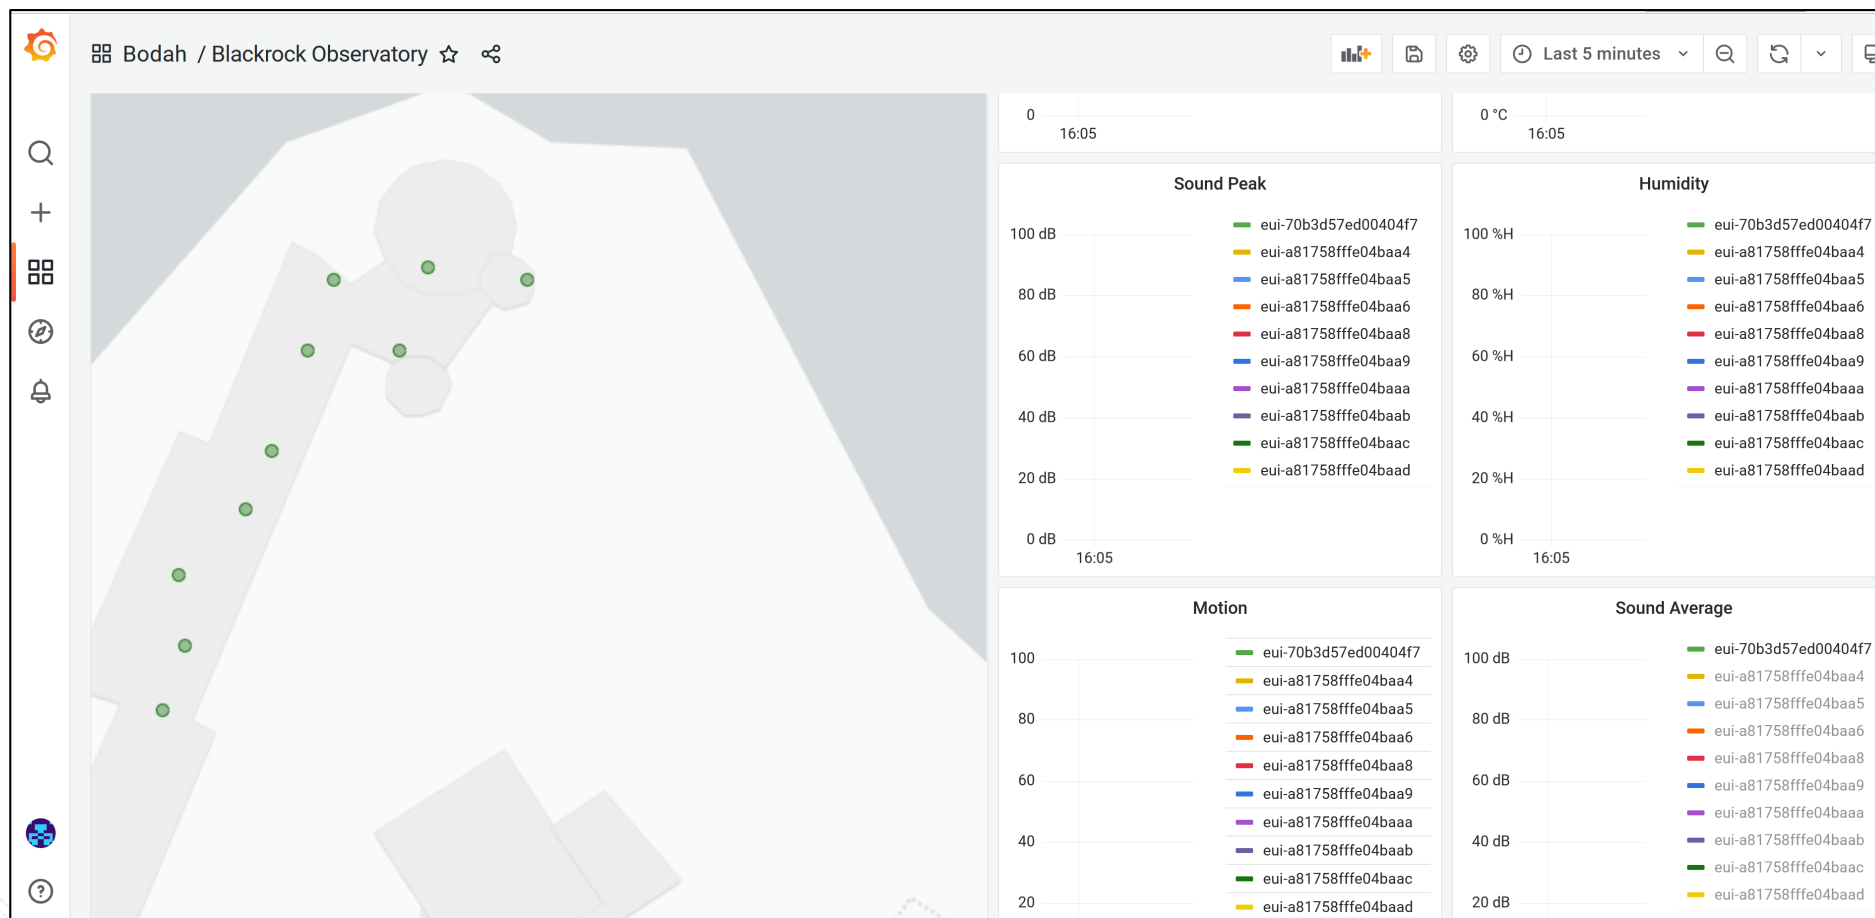 Bodah / Blackrock Observatory
Last 5 minutes
0
16:05
0 °C
16:05
Sound Peak
100 dB
80 dB
60 dB
40 dB
20 dB
0 dB
16:05
eui-70b3d57ed00404f7
eui-a81758fffe04baa4
eui-a81758fffe04baa5
eui-a81758fffe04baa6
eui-a81758fffe04baa8
eui-a81758fffe04baa9
eui-a81758fffe04baaa
eui-a81758fffe04baab
eui-a81758fffe04baac
eui-a81758fffe04baad
Humidity
100 %H
80 %H
60 %H
40 %H
20 %H
0 %H
16:05
eui-70b3d57ed00404f7
eui-a81758fffe04baa4
eui-a81758fffe04baa5
eui-a81758fffe04baa6
eui-a81758fffe04baa8
eui-a81758fffe04baa9
eui-a81758fffe04baaa
eui-a81758fffe04baab
eui-a81758fffe04baac
eui-a81758fffe04baad
Motion
100
80
60
40
20
eui-70b3d57ed00404f7
eui-a81758fffe04baa4
eui-a81758fffe04baa5
eui-a81758fffe04baa6
eui-a81758fffe04baa8
eui-a81758fffe04baa9
eui-a81758fffe04baaa
eui-a81758fffe04baab
eui-a81758fffe04baac
eui-a81758fffe04baad
Sound Average
100 dB
80 dB
60 dB
40 dB
20 dB
eui-70b3d57ed00404f7
eui-a81758fffe04baa4
eui-a81758fffe04baa5
eui-a81758fffe04baa6
eui-a81758fffe04baa8
eui-a81758fffe04baa9
eui-a81758fffe04baaa
eui-a81758fffe04baab
eui-a81758fffe04baac
eui-a81758fffe04baad